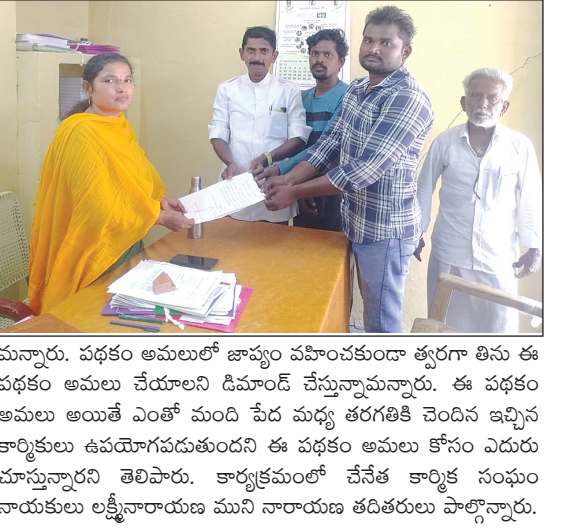 మన్నారు. పథకం అమలులో జాప్యం వహించకుండా త్వరగా తిను ఈ
పథకం అమలు చేయాలని డిమాండ్ చేస్తున్నామన్నారు. ఈ పథకం
అమలు అయితే ఎంతో మంది పేద మధ్య తరగతికి చెందిన ఇచ్చిన
కార్మికులు ఉపయోగపడుతుందని ఈ పథకం అమలు కోసం ఎదురు
చూస్తున్నారని తెలిపారు. కార్యక్రమంలో చేనేత కార్మిక సంఘం
నాయకులు లక్ష్మీనారాయణ ముని నారాయణ తదితరులు పాల్గొన్నారు.